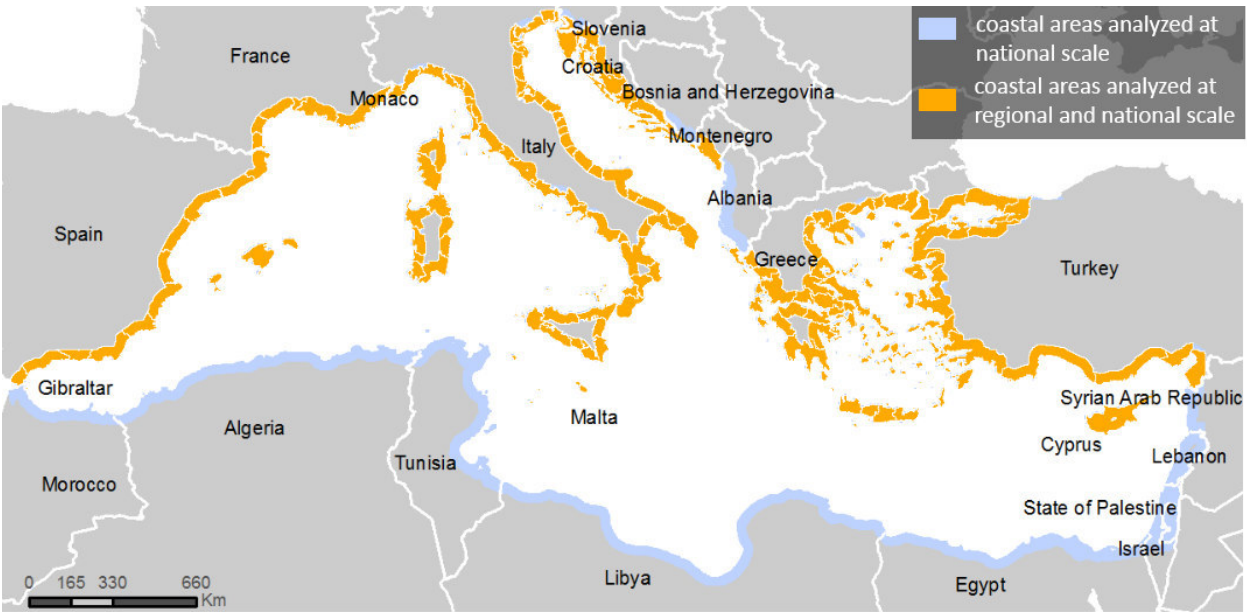 coastal areas analyzed at
national scale
coastal areas analyzed at
regional and national scale
Slovenia
France
Croatia
Bosnia and Herzegovina
Monaco
Montenegro
Italy
Albania
Spain
Greece
Turkey
Gibraltar
Syrian Arab Republic
Malta
Algeria
Cyprus
Lebanon
Tunisia
Morocco
State of Palestine
Israel
Libya
Egypt
0 165 330 660
Km